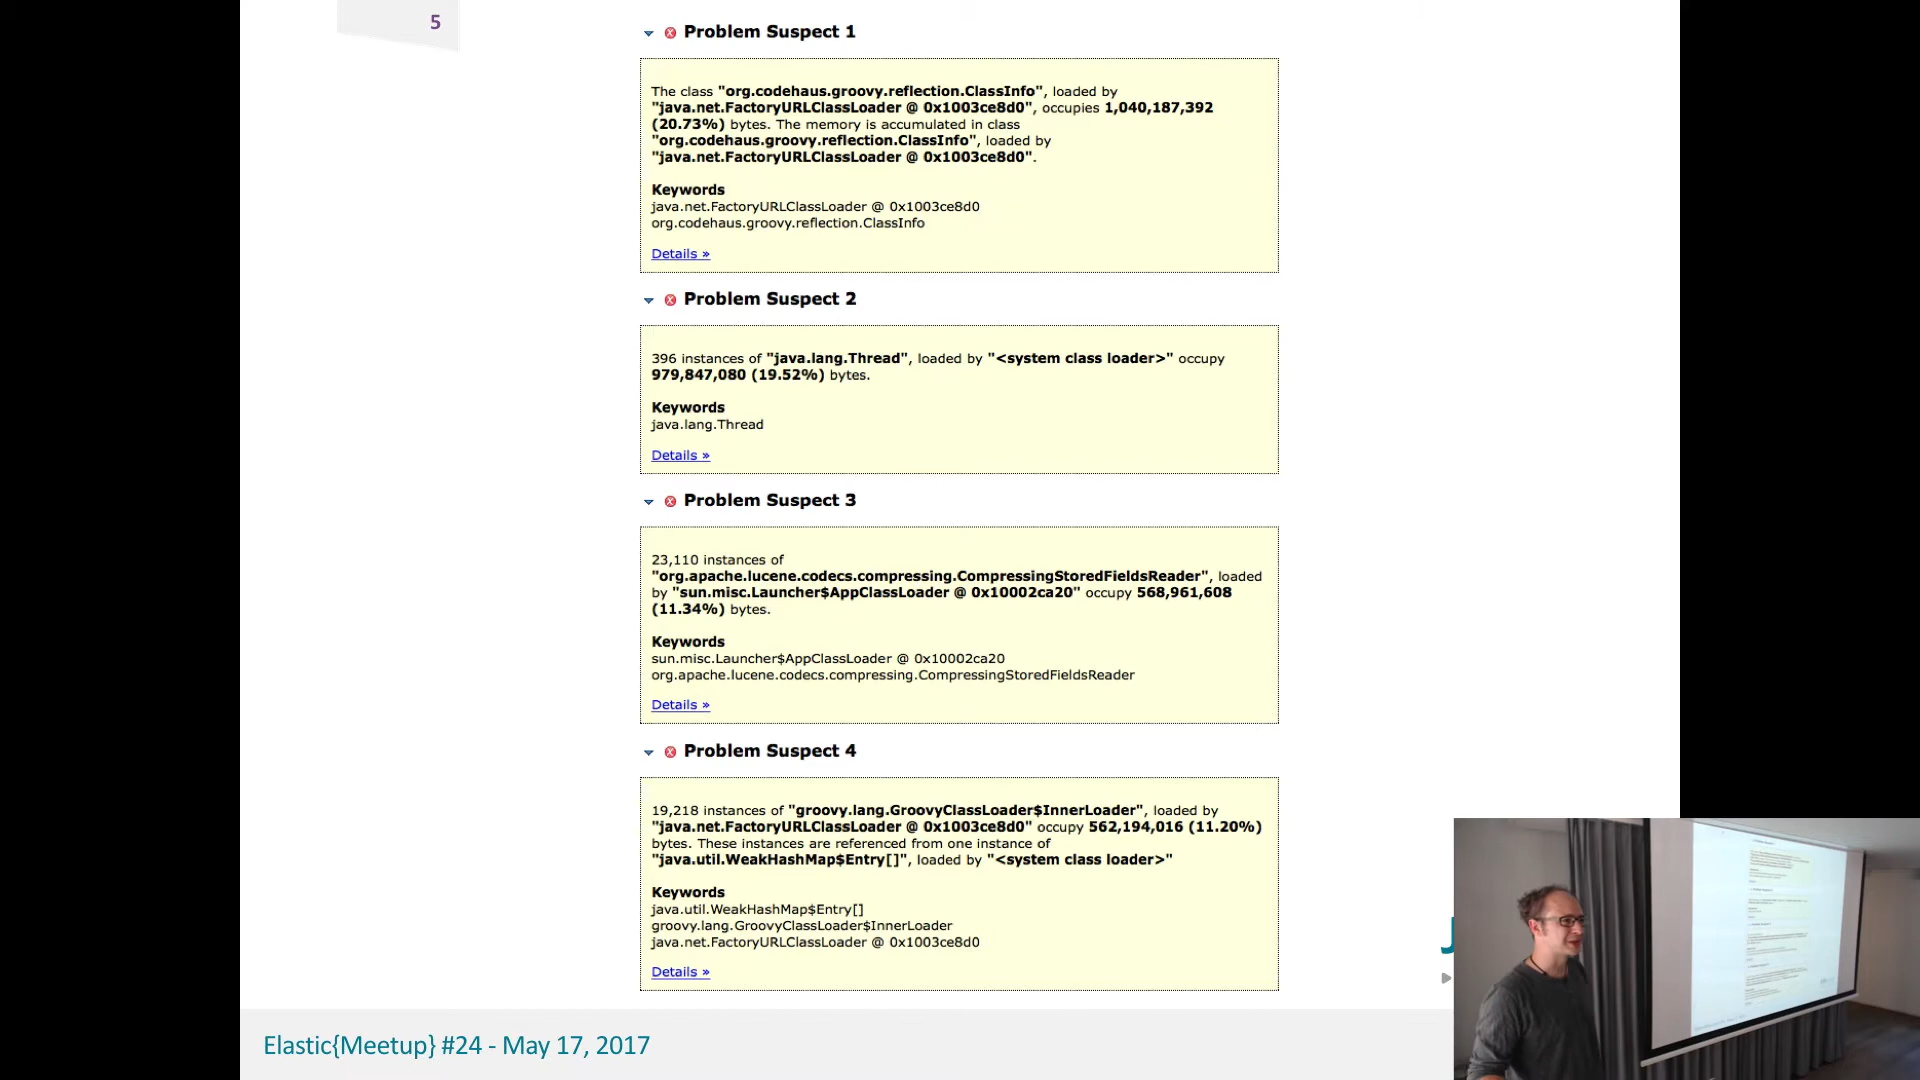 5
Problem Suspect 1
The class "org.codehaus.groovy.reflection.ClassInfo", loaded by
"java.net.FactoryURLClassLoader @ 0x1003ce8d0", occupies 1,040,187,392
(20.73%) bytes. The memory is accumulated in class
"org.codehaus.groovy.reflection.ClassInfo", loaded by
"java.net.FactoryURLClassLoader @ 0x1003ce8d0".
Keywords
java.net.FactoryURLClassLoader @ 0x1003ce8d0
org.codehaus.groovy.reflection.ClassInfo
Details »
Problem Suspect 2
396 instances of "java.lang.Thread", loaded by "<system class loader>" occupy
979,847,080 (19.52%) bytes.
Keywords
java.lang.Thread
Details »
Problem Suspect 3
23,110 instances of
"org.apache.lucene.codecs.compressing.CompressingStoredFieldsReader", loaded
by "sun.misc.Launcher$AppClassLoader @ 0x10002ca20" occupy 568,961,608
(11.34%) bytes.
Keywords
sun.misc.Launcher$AppClassLoader @ 0x10002ca20
org.apache.lucene.codecs.compressing.CompressingStoredFieldsReader
Details »
Problem Suspect 4
19,218 instances of "groovy.lang.GroovyClassLoader$InnerLoader", loaded by
"java.net.FactoryURLClassLoader @ 0x1003ce8d0" occupy 562,194,016 (11.20%)
bytes. These instances are referenced from one instance of
"java.util.WeakHashMap$Entry[]", loaded by "<system class loader>"
Keywords
java.util.WeakHashMap$Entry[]
groovy.lang.GroovyClassLoader$InnerLoader
java.net.FactoryURLClassLoader @ 0x1003ce8d0
Details »
Elastic{Meetup} #24 - May 17, 2017